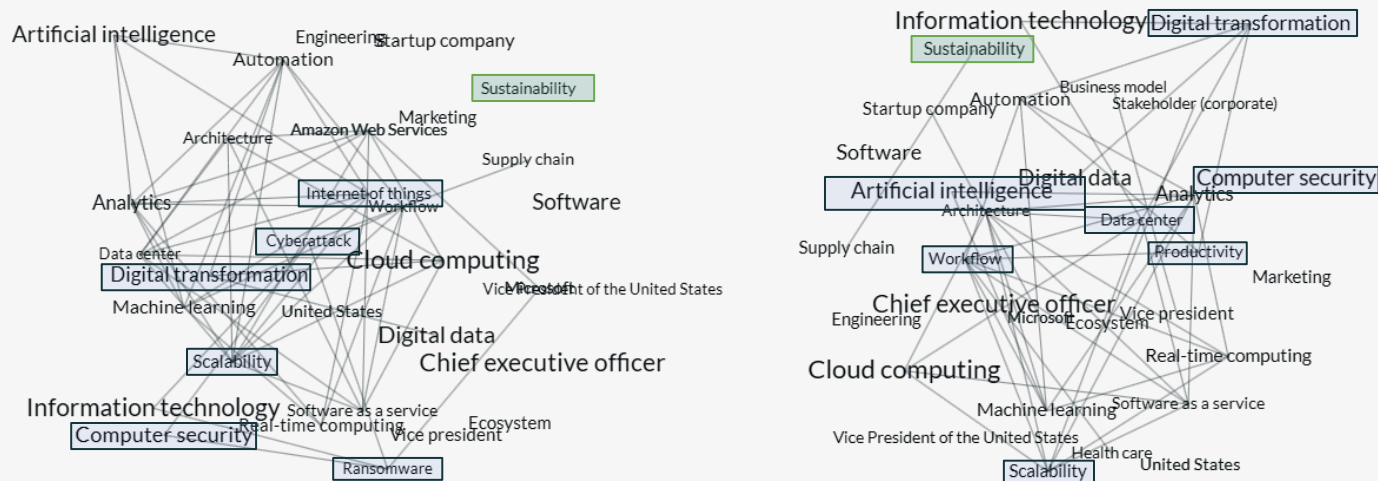 Artificial intelligence
Engineering
Startup company
Automation
Sustainability
Marketing
Architecture
Amazon Web Services
Supply chain
Internet of things
Analytics
Workflow
Software
Cyberattack
Data center
Cloud computing
Digital transformation
Vice President of the United States
Microsoft
Machine learning
United States
Digital data
Scalability
Chief executive officer
Information technology
Software as a service
Real-time computing
Ecosystem
Computer security
Vice president
Ransomware
Information technology
Digital transformation
Sustainability
Business model
Automation
Stakeholder (corporate)
Startup company
Software
Digital data
Computer security
Artificial intelligence
Analytics
Architecture
Data center
Supply chain
Workflow
Productivity
Marketing
Chief executive officer
Engineering
Microsoft
Ecosystem
Vice president
Real-time computing
Cloud computing
Machine learning
Software as a service
Vice President of the United States
Health care
United States
Scalability